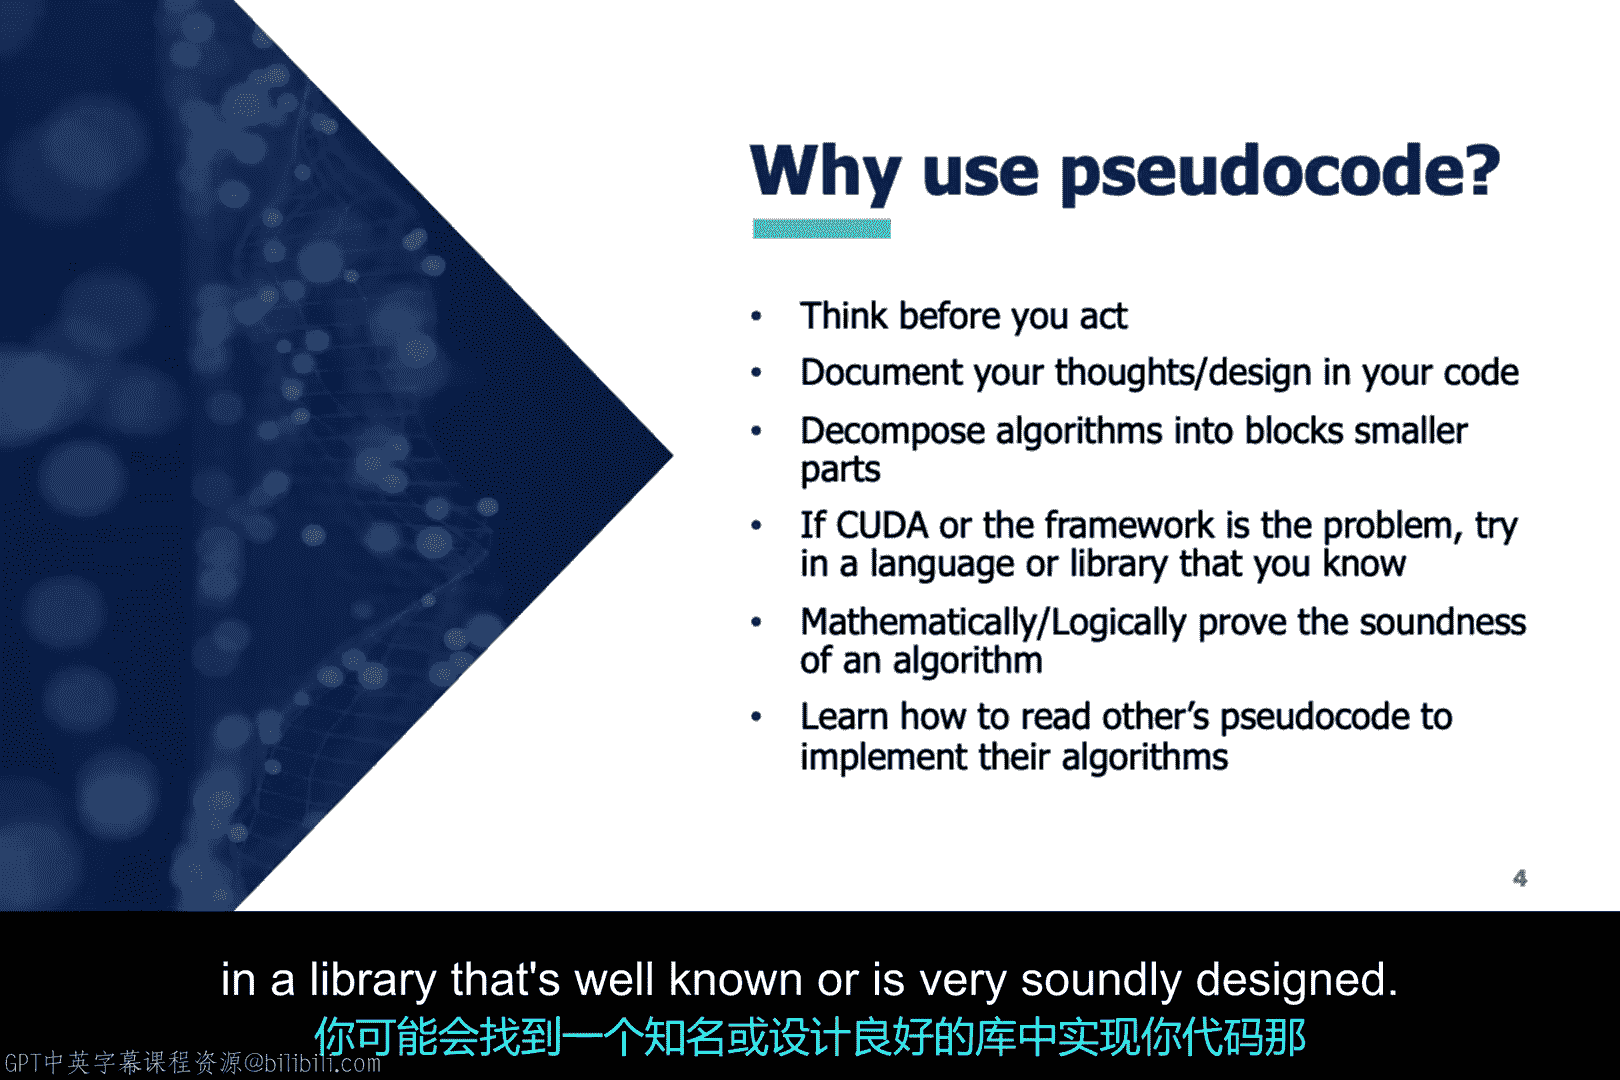 Why use pseudocode?
• Think before you act
• Document your thoughts/design in your code
• Decompose algorithms into blocks smaller
parts
• If CUDA or the framework is the problem, try
in a language or library that you know
• Mathematically/Logically prove the soundness
of an algorithm
• Learn how to read other’s pseudocode to
implement their algorithms
4
in a library that's well known or is very soundly designed.
你可能会找到一个知名或设计良好的库中实现你代码那
GPT中英字幕课程资源@bilibili.com